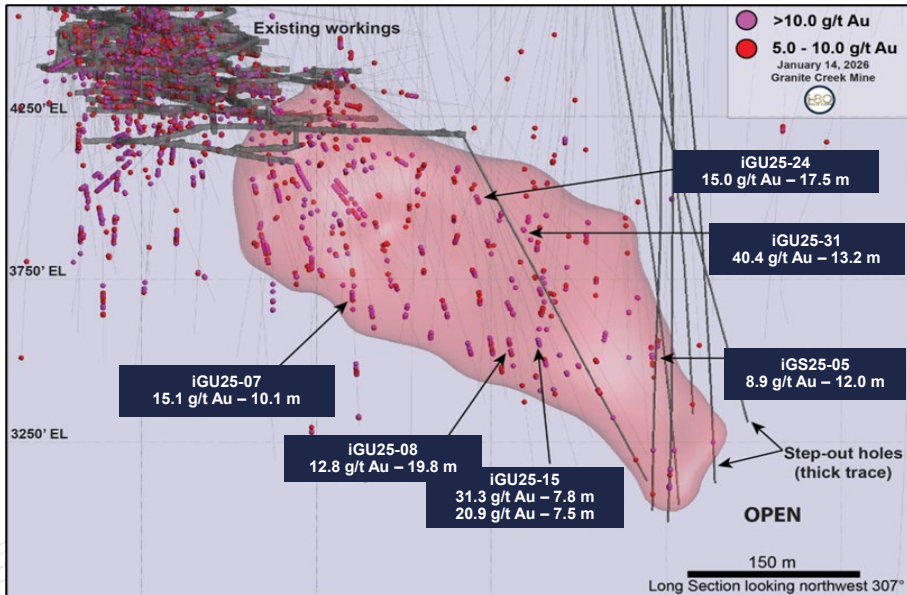 Existing workings
>10.0 g/t Au
5.0 - 10.0 g/t Au
January 14, 2026
Granite Creek Mine
i-80
4250' EL
iGU25-24
15.0 g/t Au – 17.5 m
iGU25-31
40.4 g/t Au – 13.2 m
3750' EL
iGS25-05
8.9 g/t Au – 12.0 m
iGU25-07
15.1 g/t Au – 10.1 m
3250' EL
iGU25-08
12.8 g/t Au – 19.8 m
iGU25-15
31.3 g/t Au – 7.8 m
20.9 g/t Au – 7.5 m
Step-out holes
(thick trace)
OPEN
150 m
Long Section looking northwest 307°